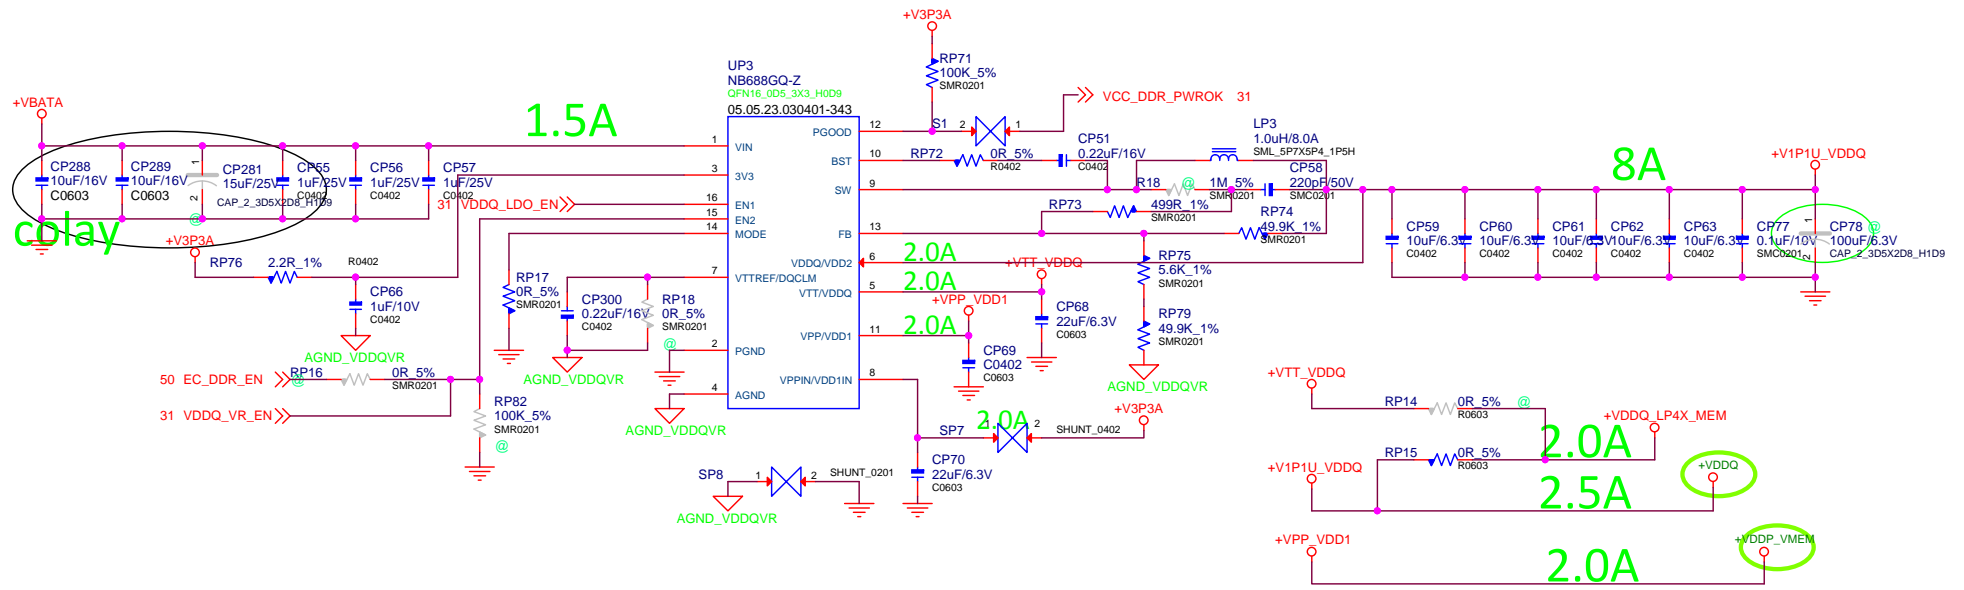 +V3P3A
RP71
100K_5%
SMR0201
UP3
NB688GQ-Z
QFN16_0D5_3X3_H0D9
05.05.23.030401-343
VCC_DDR_PWROK 31
+VBATA
1.5A
1 VIN
3 3V3
16 EN1
15 EN2
14 MODE
7 VTTREF/DQCLM
2 PGND
4 AGND
PGOOD 12
BST 10
SW 9
FB 13
VDDQ/VDD2 6
VTT/VDDQ 5
VPP/VDD1 11
VPPIN/VDD1IN 8
S1 2 1
CP288
10uF/16V
C0603
CP289
10uF/16V
C0603
1
2
CP281
15uF/25V
CAP_2_3D5X2D8_H1D9
@
CP55
1uF/25V
C0402
CP56
1uF/25V
CP57
1uF/25V
C0402
colay
31 VDDQ_LDO_EN
+V3P3A
RP76
2.2R_1%
R0402
CP66
1uF/10V
C0402
AGND_VDDQVR
50 EC_DDR_EN
RP16
@
0R_5%
SMR0201
31 VDDQ_VR_EN
RP82
100K_5%
SMR0201
@
RP17
0R_5%
SMR0201
CP300
0.22uF/16V
C0402
RP18
0R_5%
SMR0201
@
AGND_VDDQVR
AGND_VDDQVR
RP72
0R_5%
R0402
CP51
0.22uF/16V
C0402
LP3
1.0uH/8.0A
SML_5P7X5P4_1P5H
R18
@
1M_5%
SMR0201
CP58
220pF/50V
SMC0201
RP73
499R_1%
SMR0201
RP74
49.9K_1%
SMR0201
8A
+V1P1U_VDDQ
CP59
10uF/6.3V
C0402
CP60
10uF/6.3V
C0402
CP61
10uF/6.3V
C0402
CP62
10uF/6.3V
C0402
CP63
10uF/6.3V
C0402
CP77
0.1uF/10V
SMC0201
1
2
CP78
100uF/6.3V
CAP_2_3D5X2D8_H1D9
@
2.0A
2.0A
2.0A
+VTT_VDDQ
CP68
22uF/6.3V
C0603
+VPP_VDD1
CP69
C0402
C0603
RP75
5.6K_1%
SMR0201
RP79
49.9K_1%
SMR0201
AGND_VDDQVR
2.0A
SP7
1 2
SHUNT_0402
+V3P3A
CP70
22uF/6.3V
C0603
SP8
1 2
SHUNT_0201
AGND_VDDQVR
+VTT_VDDQ
RP14
0R_5%
R0603
@
+VDDQ_LP4X_MEM
2.0A
RP15
0R_5%
R0603
+V1P1U_VDDQ
2.5A
+VDDQ
+VPP_VDD1
2.0A
+VDDP_VMEM